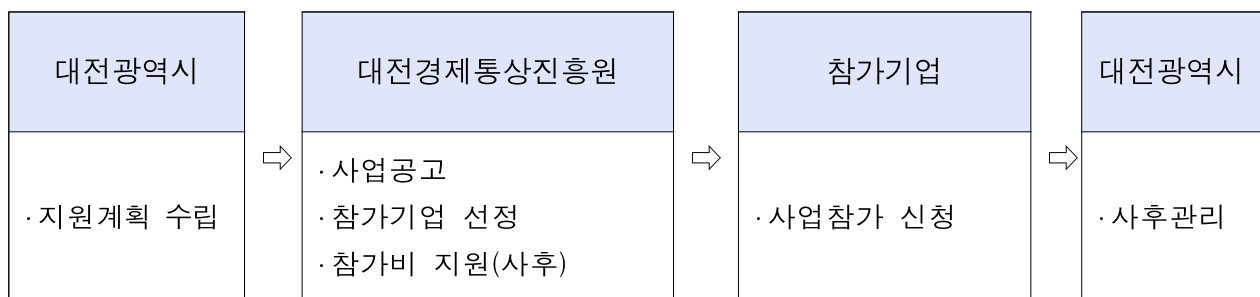 대전광역시
· 지원계획 수립
⇨
대전경제통상진흥원
· 사업공고
· 참가기업 선정
· 참가비 지원(사후)
⇨
참가기업
· 사업참가 신청
⇨
대전광역시
· 사후관리